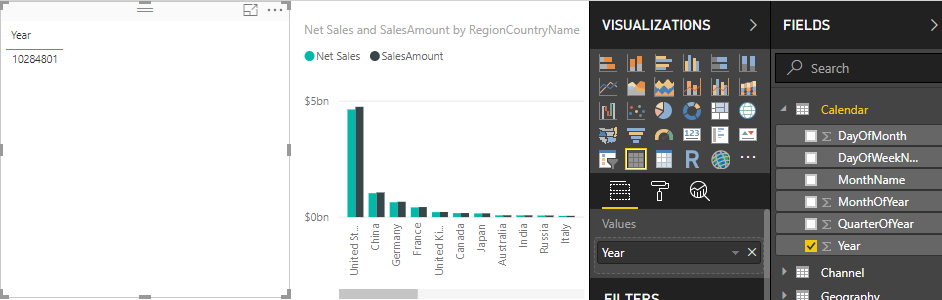 Year
10284801
Net Sales and SalesAmount by RegionCountryName
Net Sales SalesAmount
$5bn
$0bn
United St...
China
Germany
France
United Ki...
Canada
Japan
Australia
India
Russia
Italy
VISUALIZATIONS
123
R
Values
Year
FILTERS
FIELDS
Search
Calendar
Σ DayOfMonth
DayOfWeekN...
MonthName
Σ MonthOfYear
Σ QuarterOfYear
Σ Year
Channel
Geography